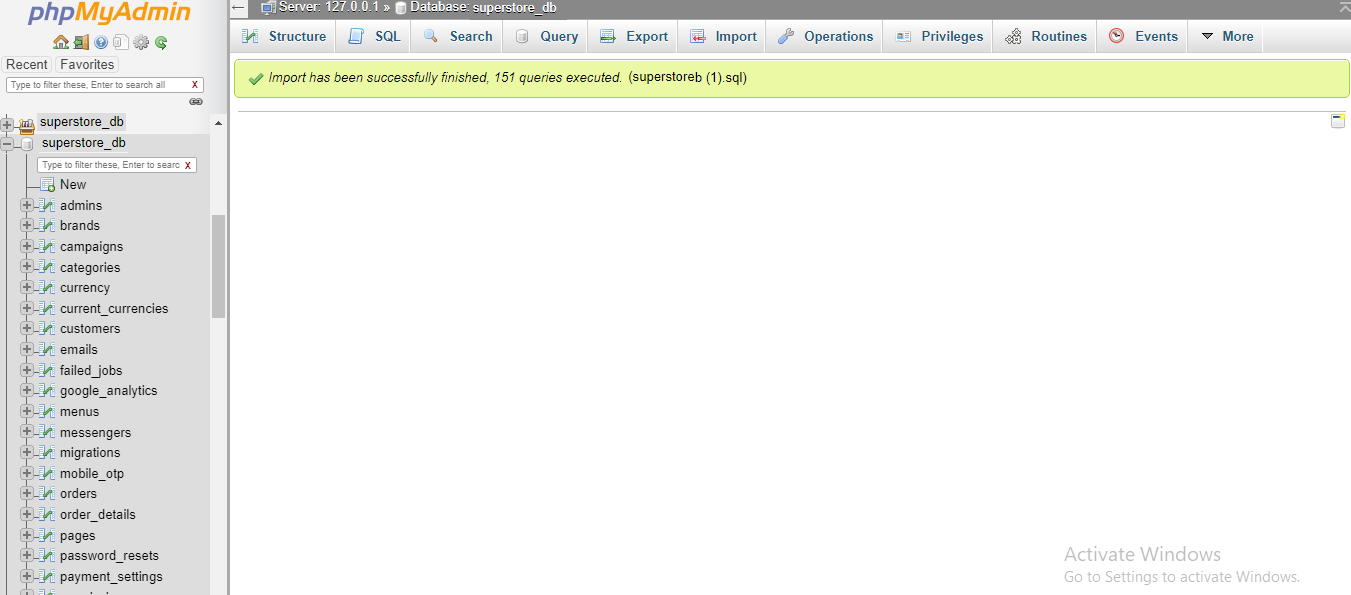 phpMyAdmin
Server: 127.0.0.1 » Database: superstore_db
Structure SQL Search Query Export Import Operations Privileges Routines Events More
Recent Favorites
Type to filter these, Enter to search all X
Import has been successfully finished, 151 queries executed. (superstoreb (1).sql)
superstore_db
superstore_db
Type to filter these, Enter to searc X
New
admins
brands
campaigns
categories
currency
current_currencies
customers
emails
failed_jobs
google_analytics
menus
messengers
migrations
mobile_otp
orders
order_details
pages
password_resets
payment_settings
Activate Windows
Go to Settings to activate Windows.